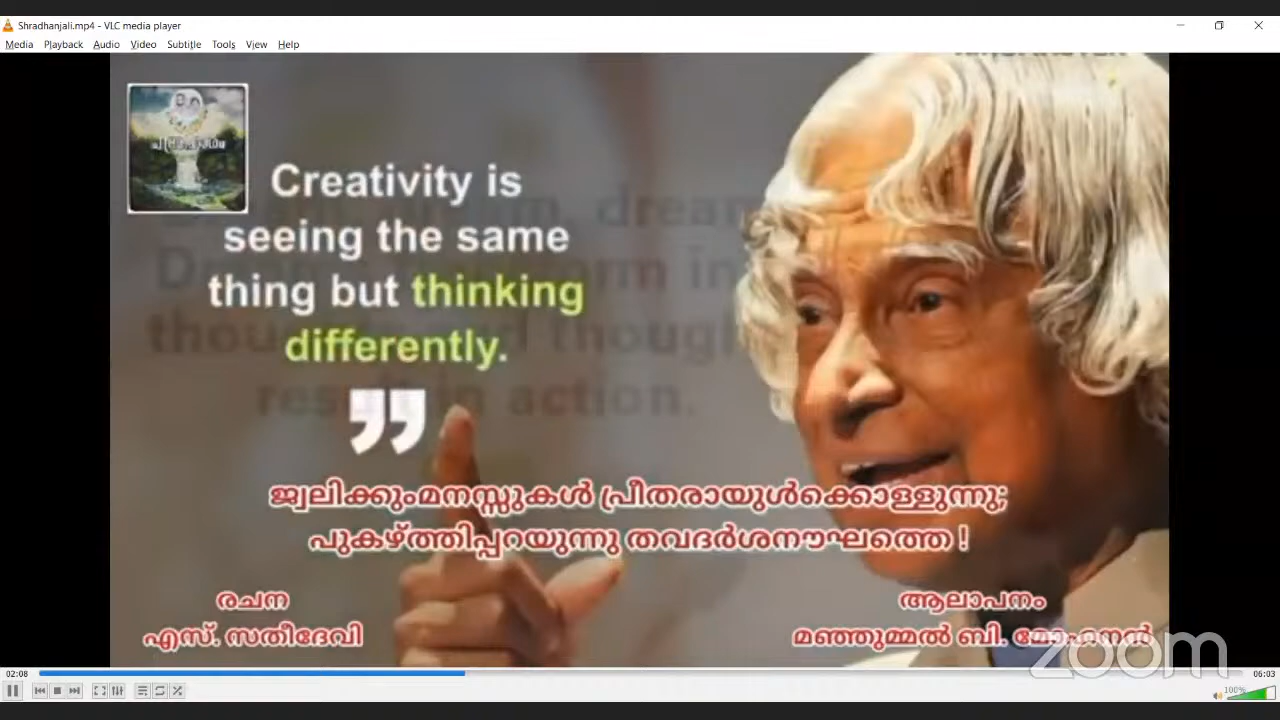 Shradhanjali.mp4 - VLC media player
Media Playback Audio Video Subtitle Tools View Help
Creativity is
seeing the same
thing but thinking
differently.
”
ജ്വലിക്കുംമനസ്സുകൾ പ്രീതരായുൾക്കൊള്ളുന്നു;
പുകഴ്ത്തിപ്പറയുന്നു തവദർശനൗഘത്തെ !
രചന
എസ്. സതീദേവി
ആലാപനം
മഞ്ഞുമ്മൽ ബി. മോഹനൻ
zoom
02:08
06:03
100%